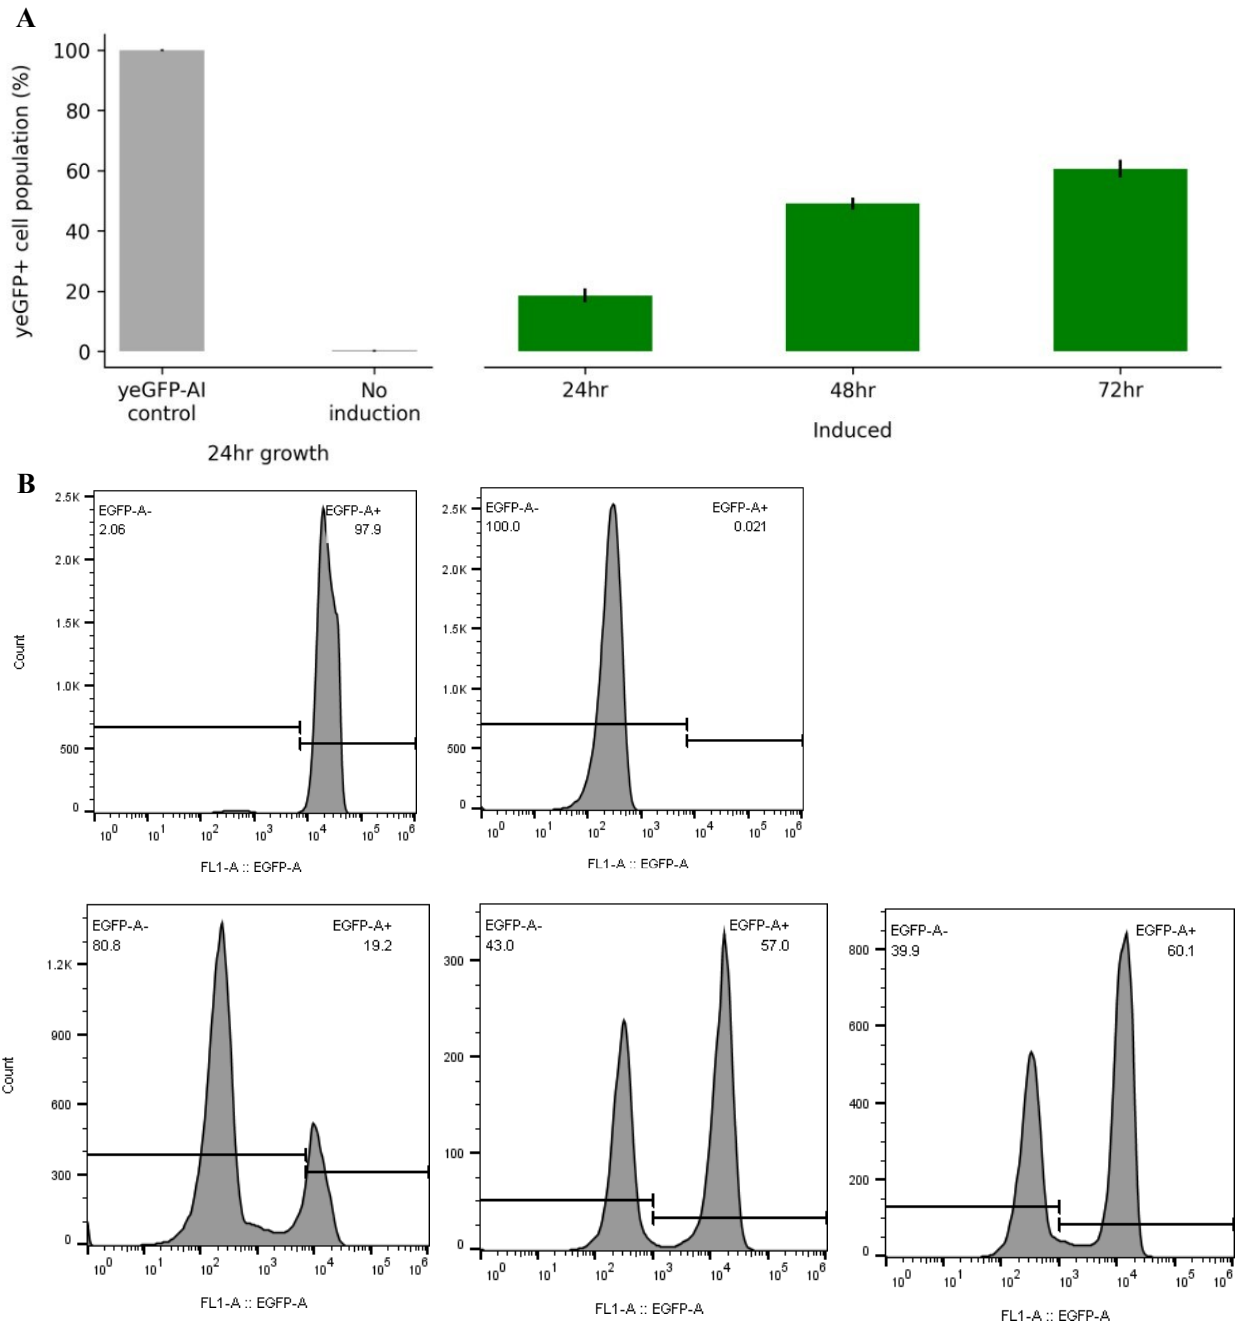 A
yeGFP+ cell population (%)
100
80
60
40
20
0
yeGFP-AI
control
No
induction
24hr growth
24hr
48hr
72hr
Induced
B
Count
2.5K
2.0K
1.5K
1.0K
500
0
EGFP-A-
2.06
EGFP-A+
97.9
10^0 10^1 10^2 10^3 10^4 10^5 10^6
FL1-A :: EGFP-A
2.5K
2.0K
1.5K
1.0K
500
0
EGFP-A-
100.0
EGFP-A+
0.021
10^0 10^1 10^2 10^3 10^4 10^5 10^6
FL1-A :: EGFP-A
Count
1.2K
900
600
300
0
EGFP-A-
80.8
EGFP-A+
19.2
10^0 10^1 10^2 10^3 10^4 10^5 10^6
FL1-A :: EGFP-A
300
200
100
0
EGFP-A-
43.0
EGFP-A+
57.0
10^0 10^1 10^2 10^3 10^4 10^5 10^6
FL1-A :: EGFP-A
800
600
400
200
0
EGFP-A-
39.9
EGFP-A+
60.1
10^0 10^1 10^2 10^3 10^4 10^5 10^6
FL1-A :: EGFP-A